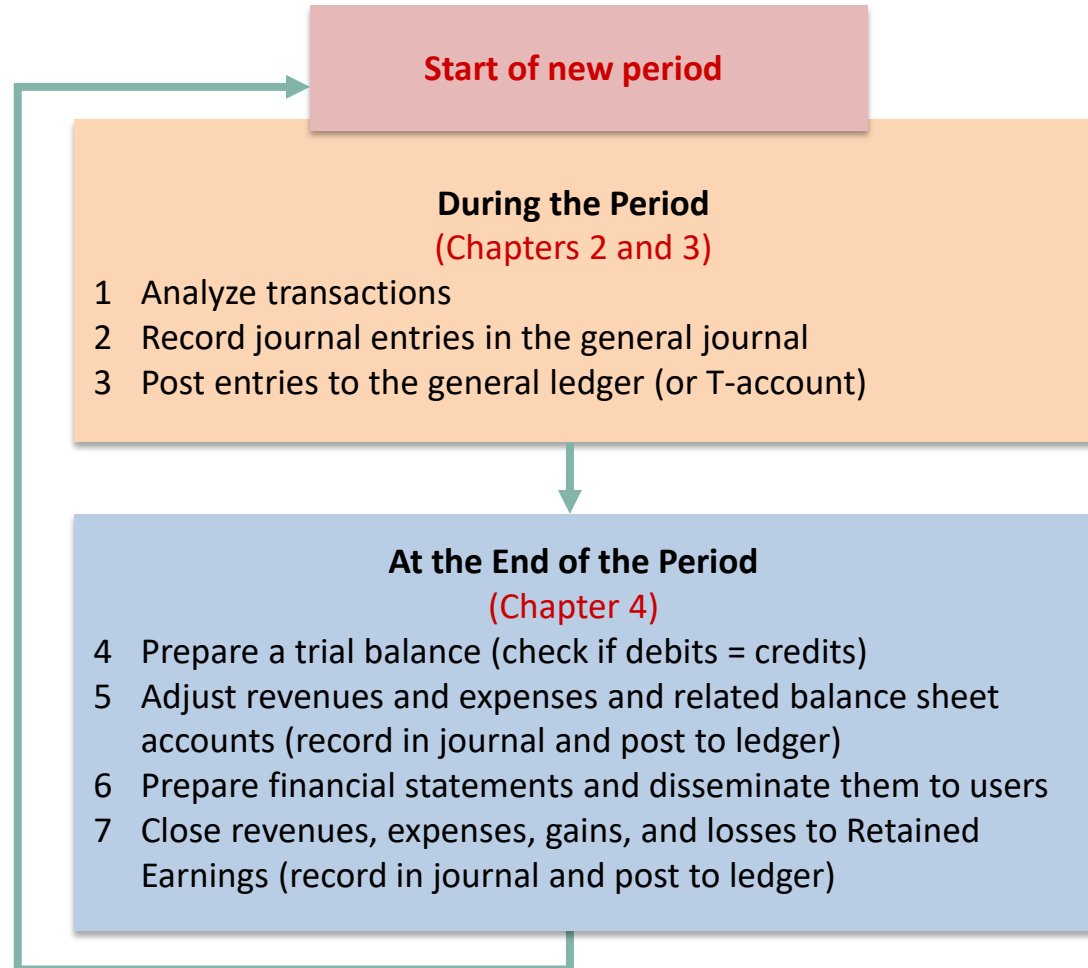 Start of new period
During the Period
(Chapters 2 and 3)
1 Analyze transactions
2 Record journal entries in the general journal
3 Post entries to the general ledger (or T-account)
At the End of the Period
(Chapter 4)
4 Prepare a trial balance (check if debits = credits)
5 Adjust revenues and expenses and related balance sheet
accounts (record in journal and post to ledger)
6 Prepare financial statements and disseminate them to users
7 Close revenues, expenses, gains, and losses to Retained
Earnings (record in journal and post to ledger)